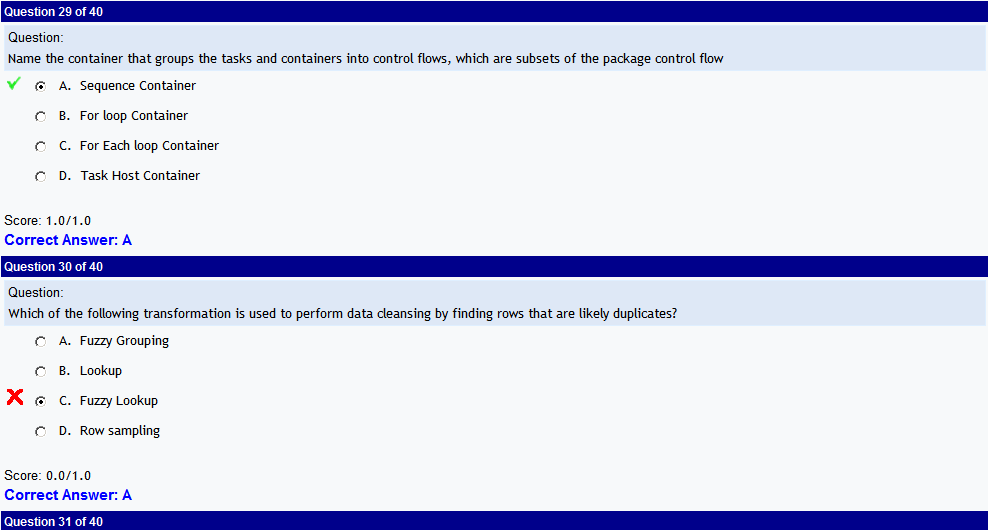 Question 29 of 40
Question:
Name the container that groups the tasks and containers into control flows, which are subsets of the package control flow
A. Sequence Container
B. For loop Container
C. For Each loop Container
D. Task Host Container
Score: 1.0/1.0
Correct Answer: A
Question 30 of 40
Question:
Which of the following transformation is used to perform data cleansing by finding rows that are likely duplicates?
A. Fuzzy Grouping
B. Lookup
C. Fuzzy Lookup
D. Row sampling
Score: 0.0/1.0
Correct Answer: A
Question 31 of 40